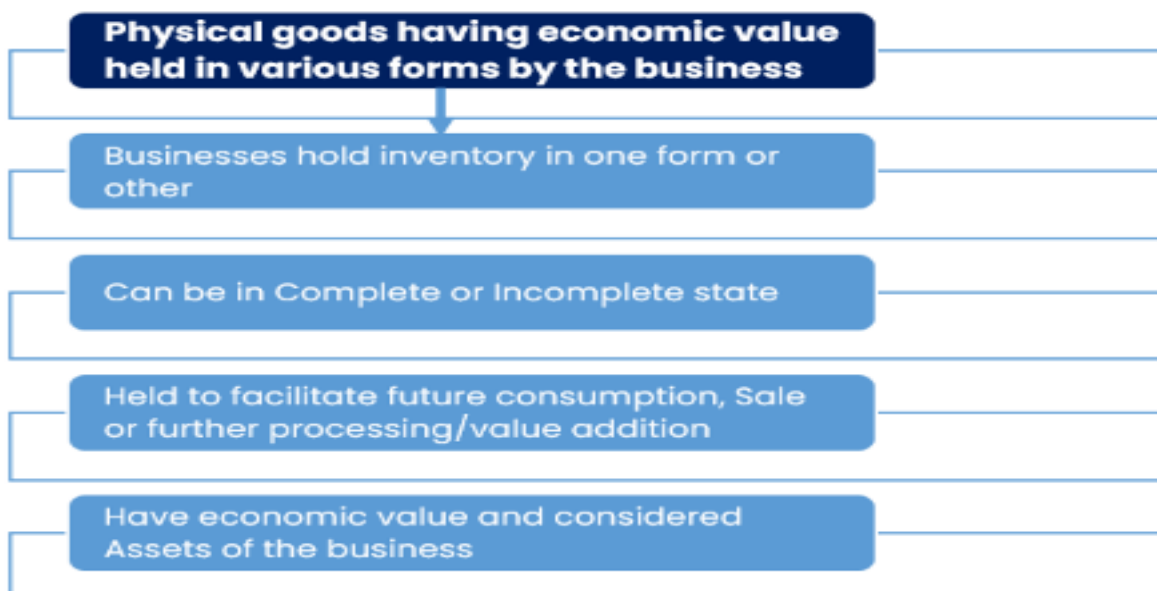 Physical goods having economic value
held in various forms by the business
Businesses hold inventory in one form or
other
Can be in Complete or Incomplete state
Held to facilitate future consumption, Sale
or further processing/value addition
Have economic value and considered
Assets of the business